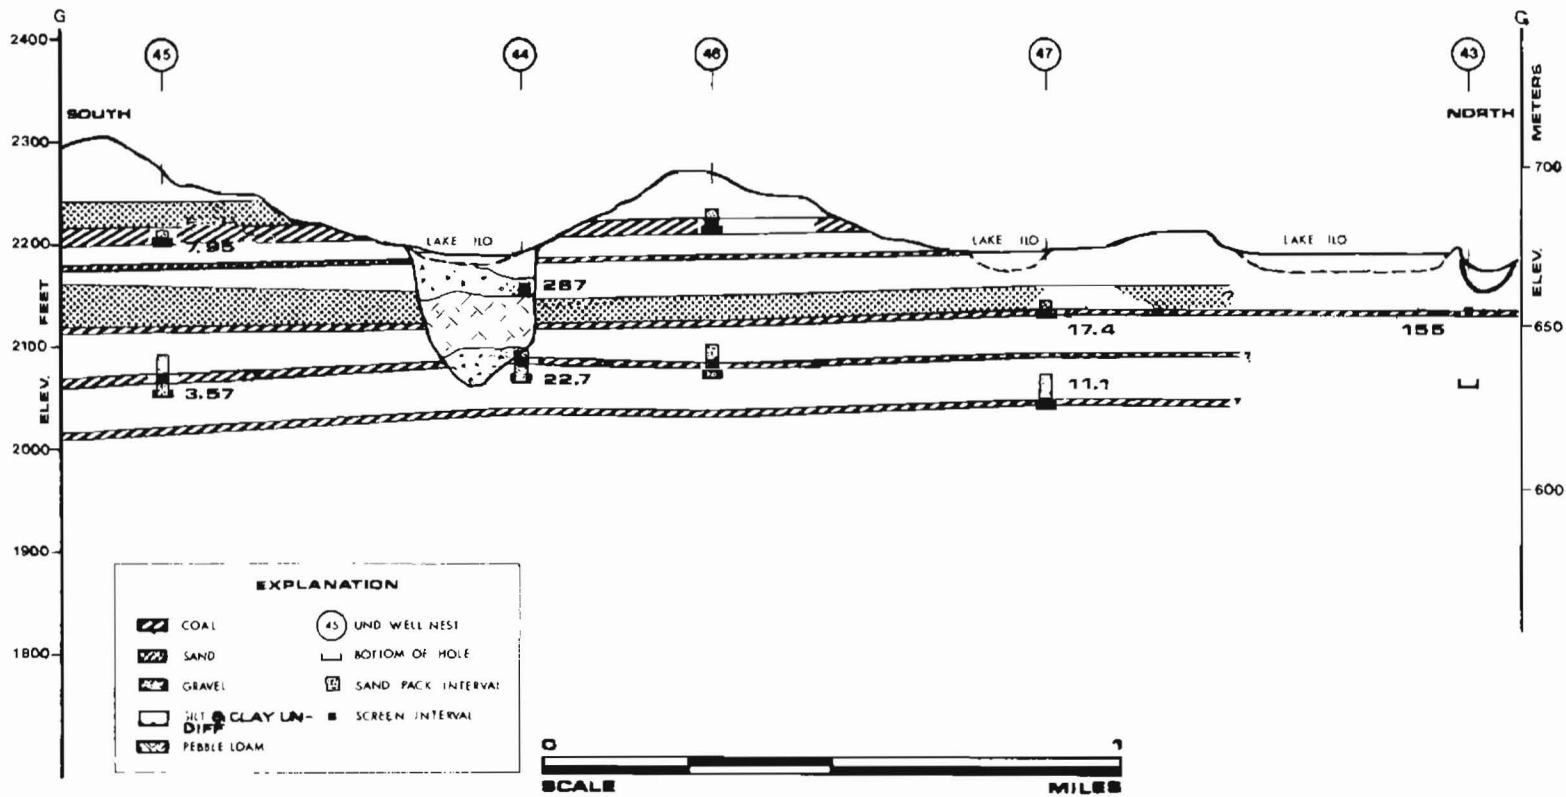 G G,
2400 45 44 46 47 43
SOUTH NORTH
2300
METERS
700
2200 LAKE ILO LAKE ILO LAKE ILO
7.95
287
FEET ELEV.
17.4 155 650
2100
3.57 22.7 11.1
ELEV.
2000
600
1900
EXPLANATION
COAL 45 UND WELL NEST
SAND BOTTOM OF HOLE
GRAVEL SAND PACK INTERVAL
SILT & CLAY UN- SCREEN INTERVAL
DIFF
PEBBLE LOAM
1800
0 1
SCALE MILES